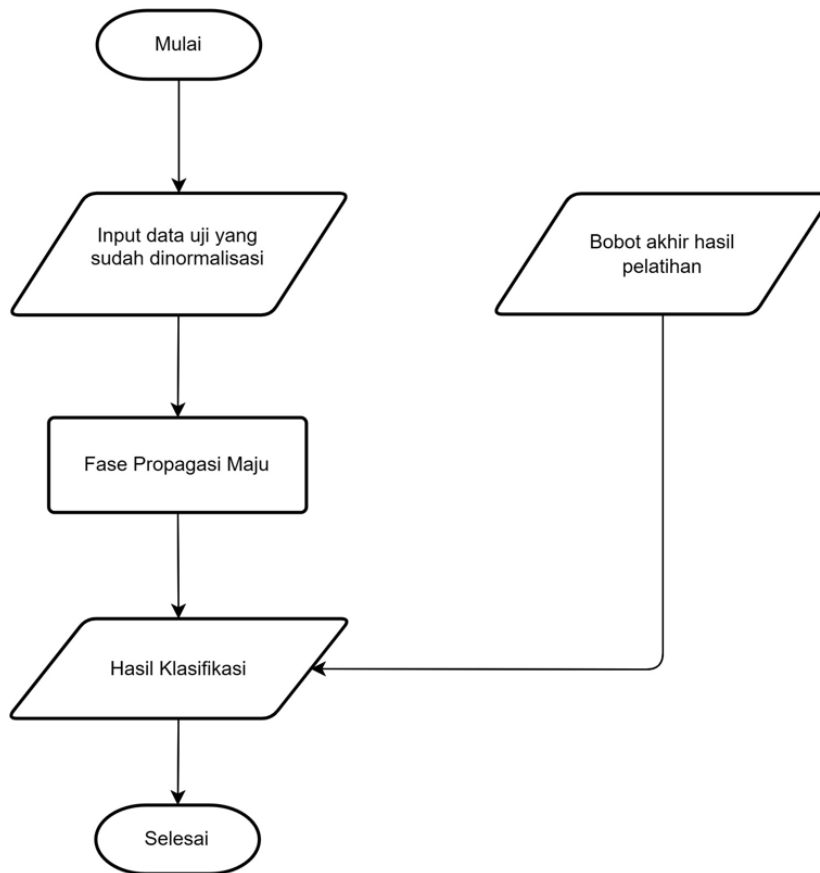 Mulai
Input data uji yang
sudah dinormalisasi
Bobot akhir hasil
pelatihan
Fase Propagasi Maju
Hasil Klasifikasi
Selesai